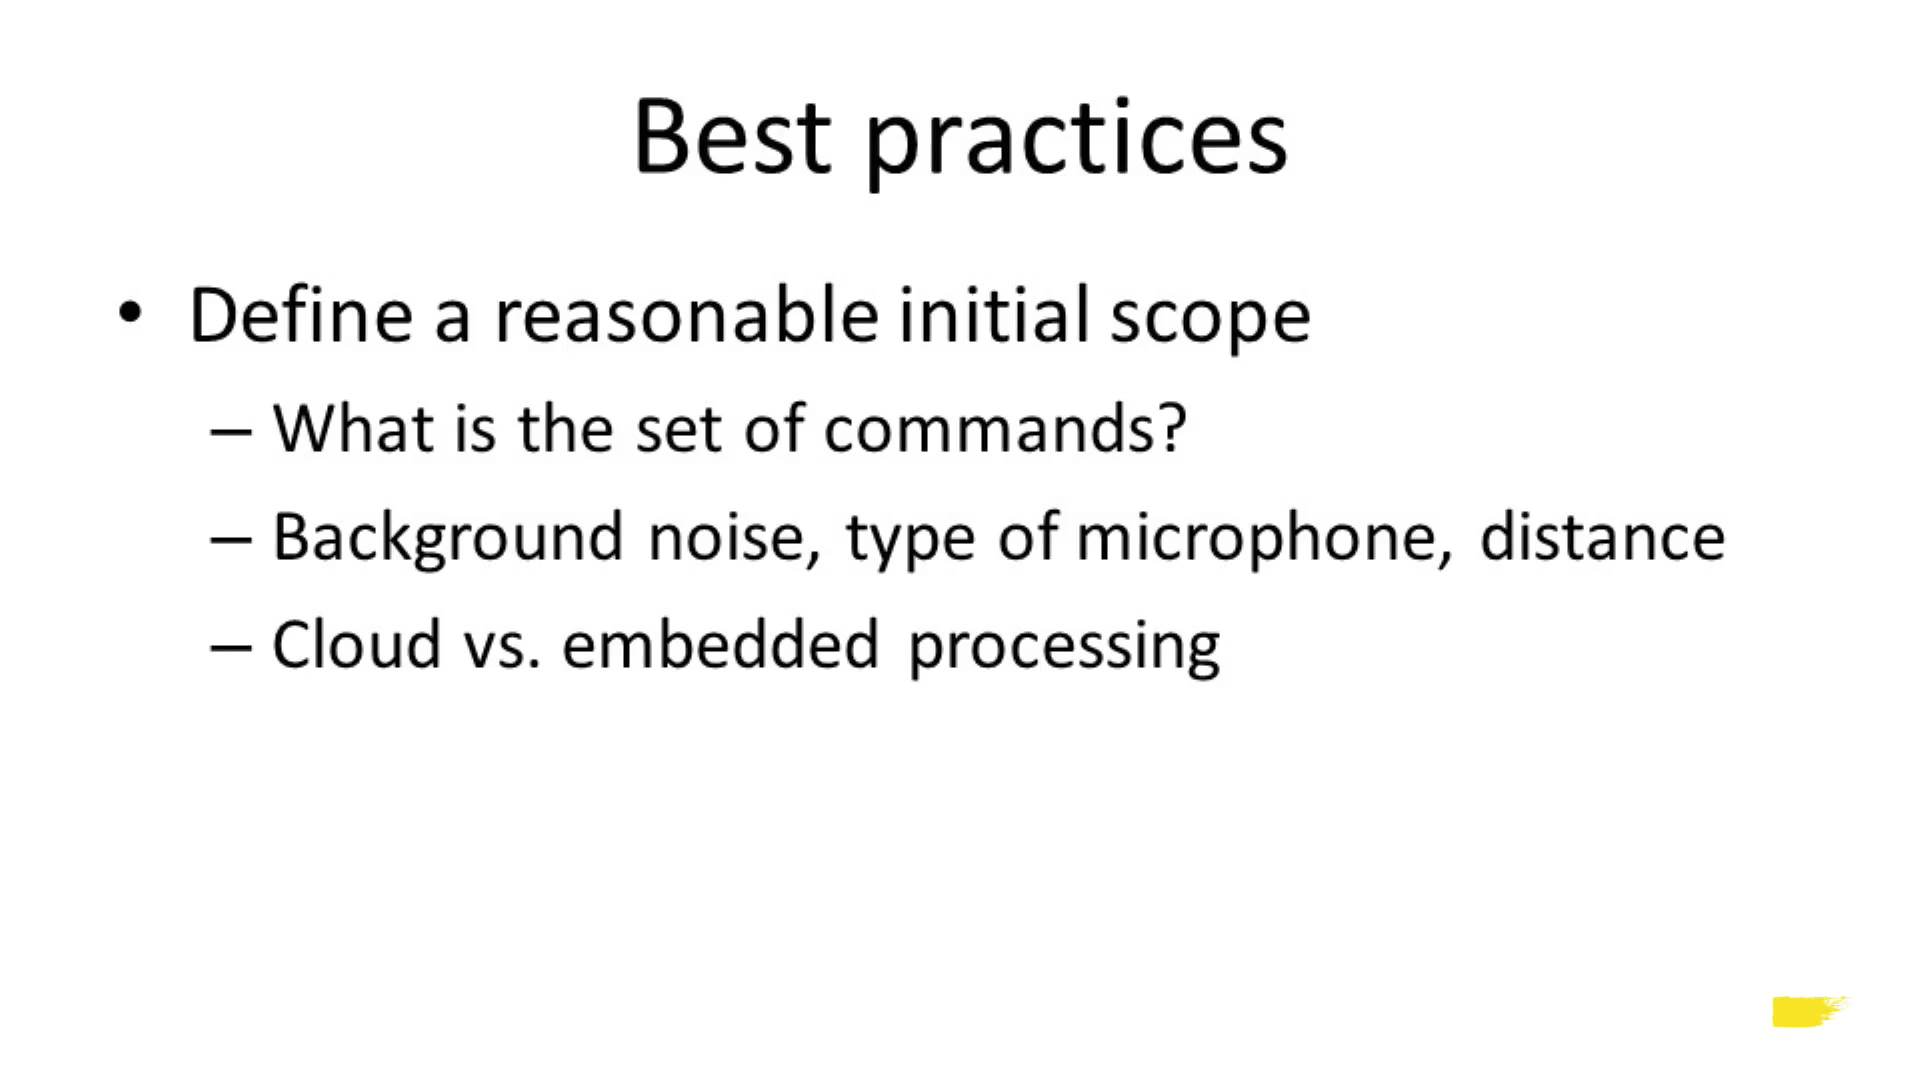 Best practices
• Define a reasonable initial scope
– What is the set of commands?
– Background noise, type of microphone, distance
– Cloud vs. embedded processing